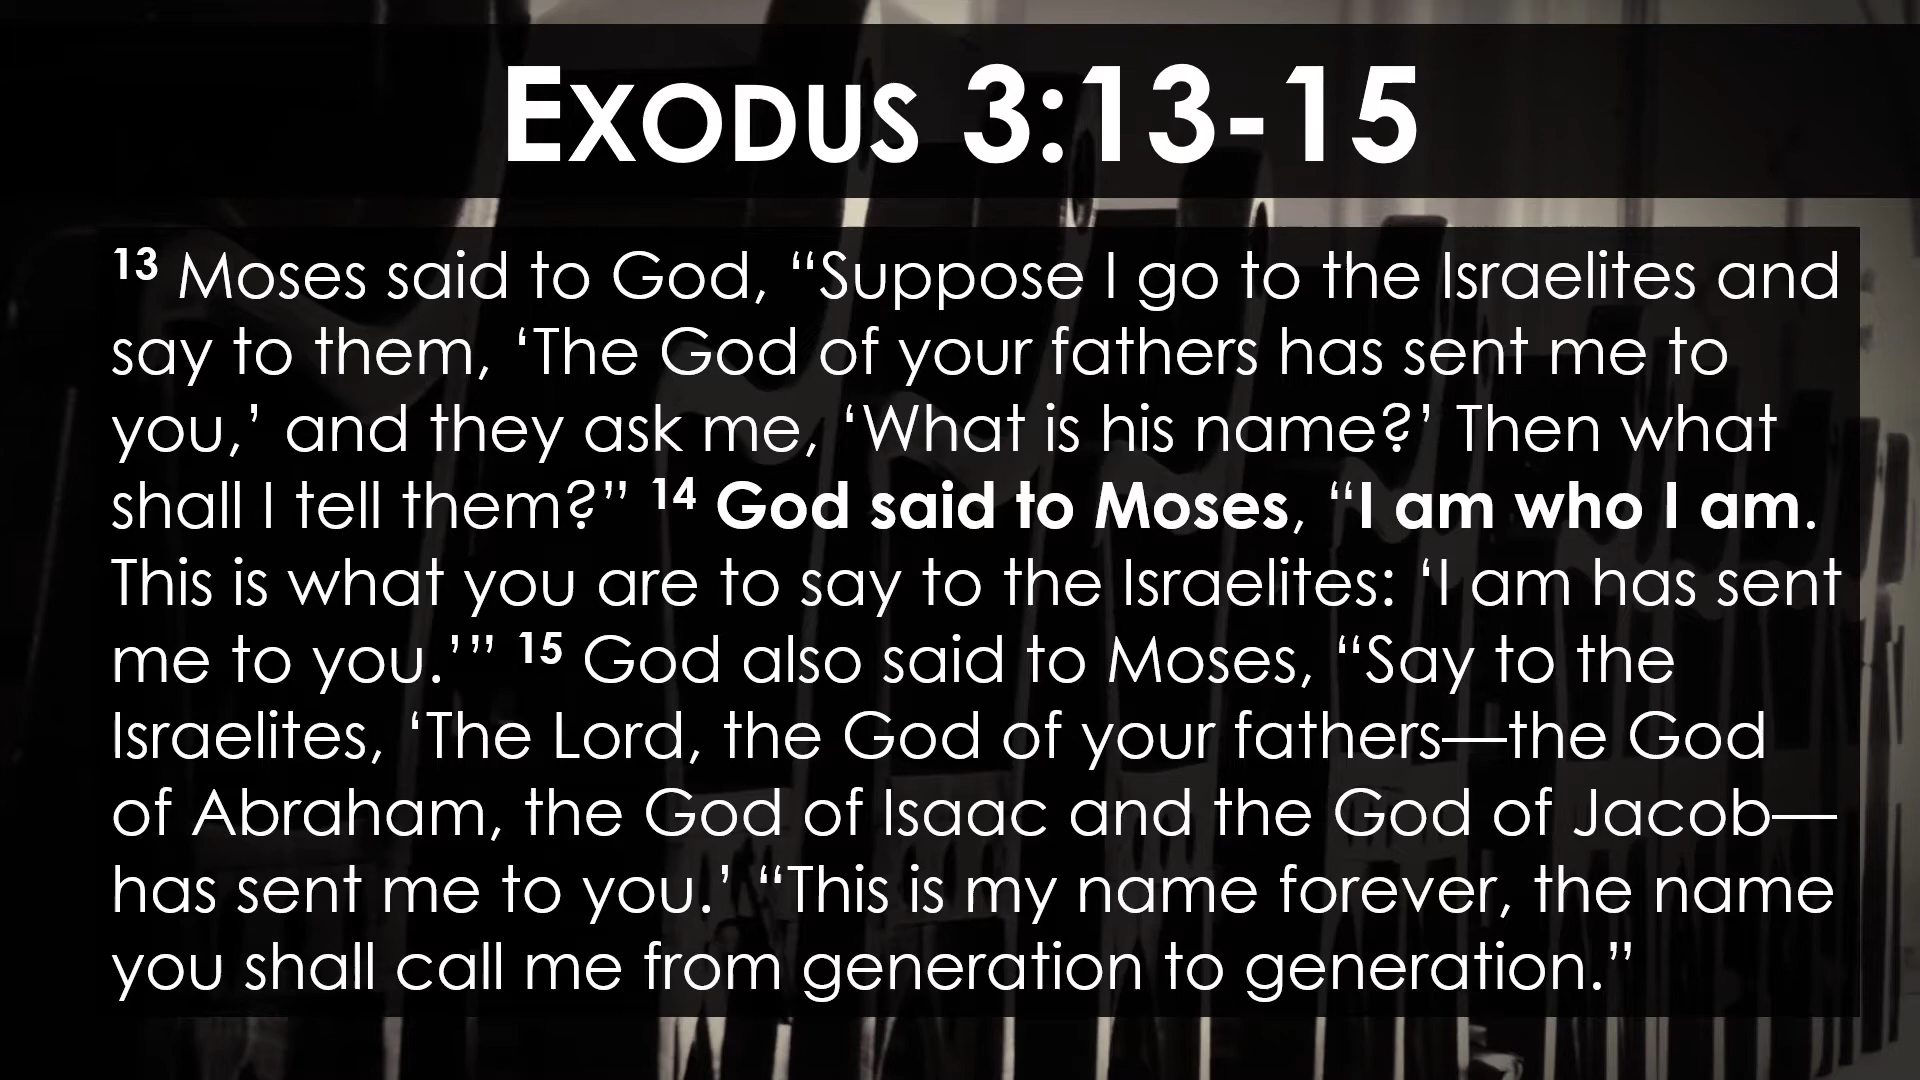 EXODUS 3:13-15
13 Moses said to God, “Suppose I go to the Israelites and
say to them, ‘The God of your fathers has sent me to
you,’ and they ask me, ‘What is his name?’ Then what
shall I tell them?” 14 God said to Moses, “I am who I am.
This is what you are to say to the Israelites: ‘I am has sent
me to you.’” 15 God also said to Moses, “Say to the
Israelites, ‘The Lord, the God of your fathers—the God
of Abraham, the God of Isaac and the God of Jacob—
has sent me to you.’ “This is my name forever, the name
you shall call me from generation to generation.”